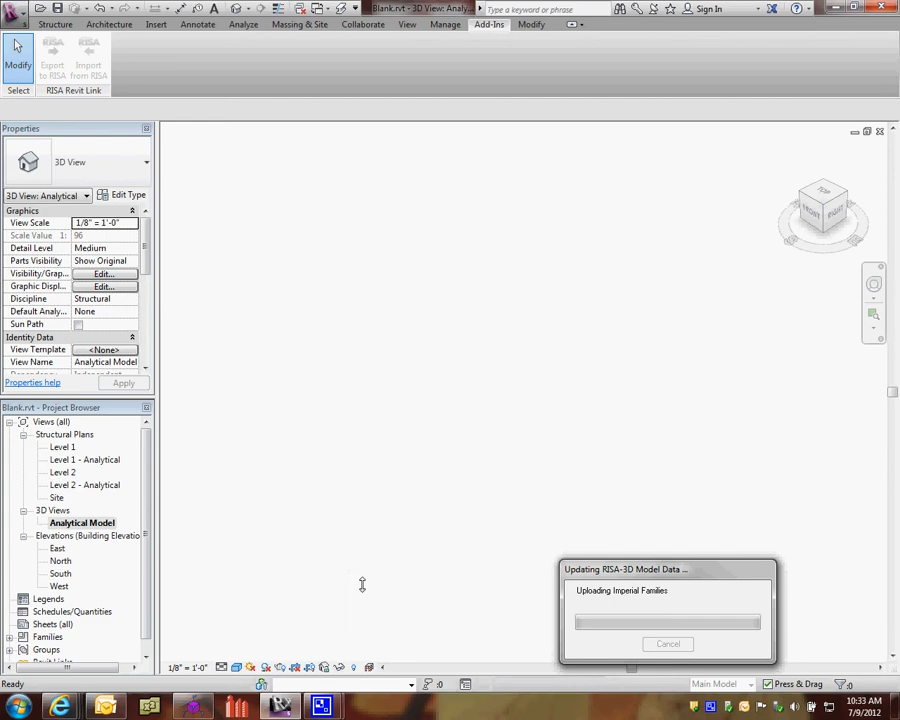 Blank.rvt - 3D View: Analy...
Type a keyword or phrase
Sign In
Structure Architecture Insert Annotate Analyze Massing & Site Collaborate View Manage Add-Ins Modify
Modify
Export to RISA
Import from RISA
Select
RISA Revit Link
Properties
3D View
3D View: Analytical
Edit Type
Graphics
View Scale 1/8" = 1'-0"
Scale Value 1: 96
Detail Level Medium
Parts Visibility Show Original
Visibility/Grap... Edit...
Graphic Displ... Edit...
Discipline Structural
Default Analy... None
Sun Path
Identity Data
View Template <None>
View Name Analytical Model
Properties help
Apply
Blank.rvt - Project Browser
Views (all)
Structural Plans
Level 1
Level 1 - Analytical
Level 2
Level 2 - Analytical
Site
3D Views
Analytical Model
Elevations (Building Elevatio
East
North
South
West
Legends
Schedules/Quantities
Sheets (all)
Families
Groups
Revit Links
FRONT
RIGHT
Updating RISA-3D Model Data ...
Uploading Imperial Families
Cancel
1/8" = 1'-0"
Ready
:0
Main Model
Press & Drag
:0
10:33 AM
7/9/2012